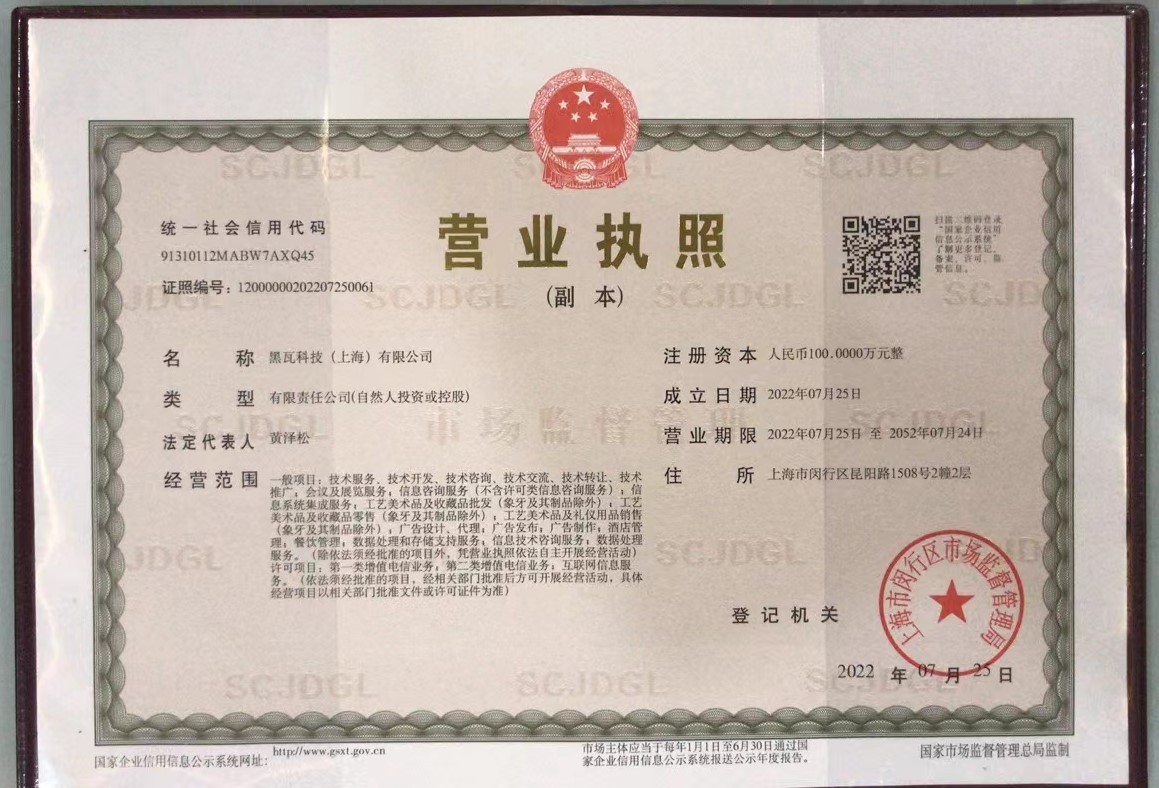 统一社会信用代码
91310112MABW7AXQ45
证照编号：12000000202207250061
营业执照
（副 本）
扫描二维码登录
“国家企业信用
信息公示系统”
了解更多登记、
备案、许可、监
管信息。
名 称 黑瓦科技（上海）有限公司
类 型 有限责任公司(自然人投资或控股)
法定代表人 黄泽松
经营范围 一般项目：技术服务、技术开发、技术咨询、技术交流、技术转让、技术
推广；会议及展览服务；信息咨询服务（不含许可类信息咨询服务）；信
息系统集成服务；工艺美术品及收藏品批发（象牙及其制品除外）；工艺
美术品及收藏品零售（象牙及其制品除外）；工艺美术品及礼仪用品销售
（象牙及其制品除外）；广告设计、代理；广告发布；广告制作；酒店管
理；餐饮管理；数据处理和存储支持服务；信息技术咨询服务；数据处理
服务。（除依法须经批准的项目外，凭营业执照依法自主开展经营活动）
许可项目：第一类增值电信业务；第二类增值电信业务；互联网信息服
务。（依法须经批准的项目，经相关部门批准后方可开展经营活动，具体
经营项目以相关部门批准文件或许可证件为准）
注册资本 人民币100.0000万元整
成立日期 2022年07月25日
营业期限 2022年07月25日 至 2052年07月24日
住 所 上海市闵行区昆阳路1508号2幢2层
SCJDGL
市场监督管理
登记机关
上海市闵行区市场监督管理局
2022 年 07 月 25 日
国家企业信用信息公示系统网址：http://www.gsxt.gov.cn
市场主体应当于每年1月1日至6月30日通过国
家企业信用信息公示系统报送公示年度报告。
国家市场监督管理总局监制